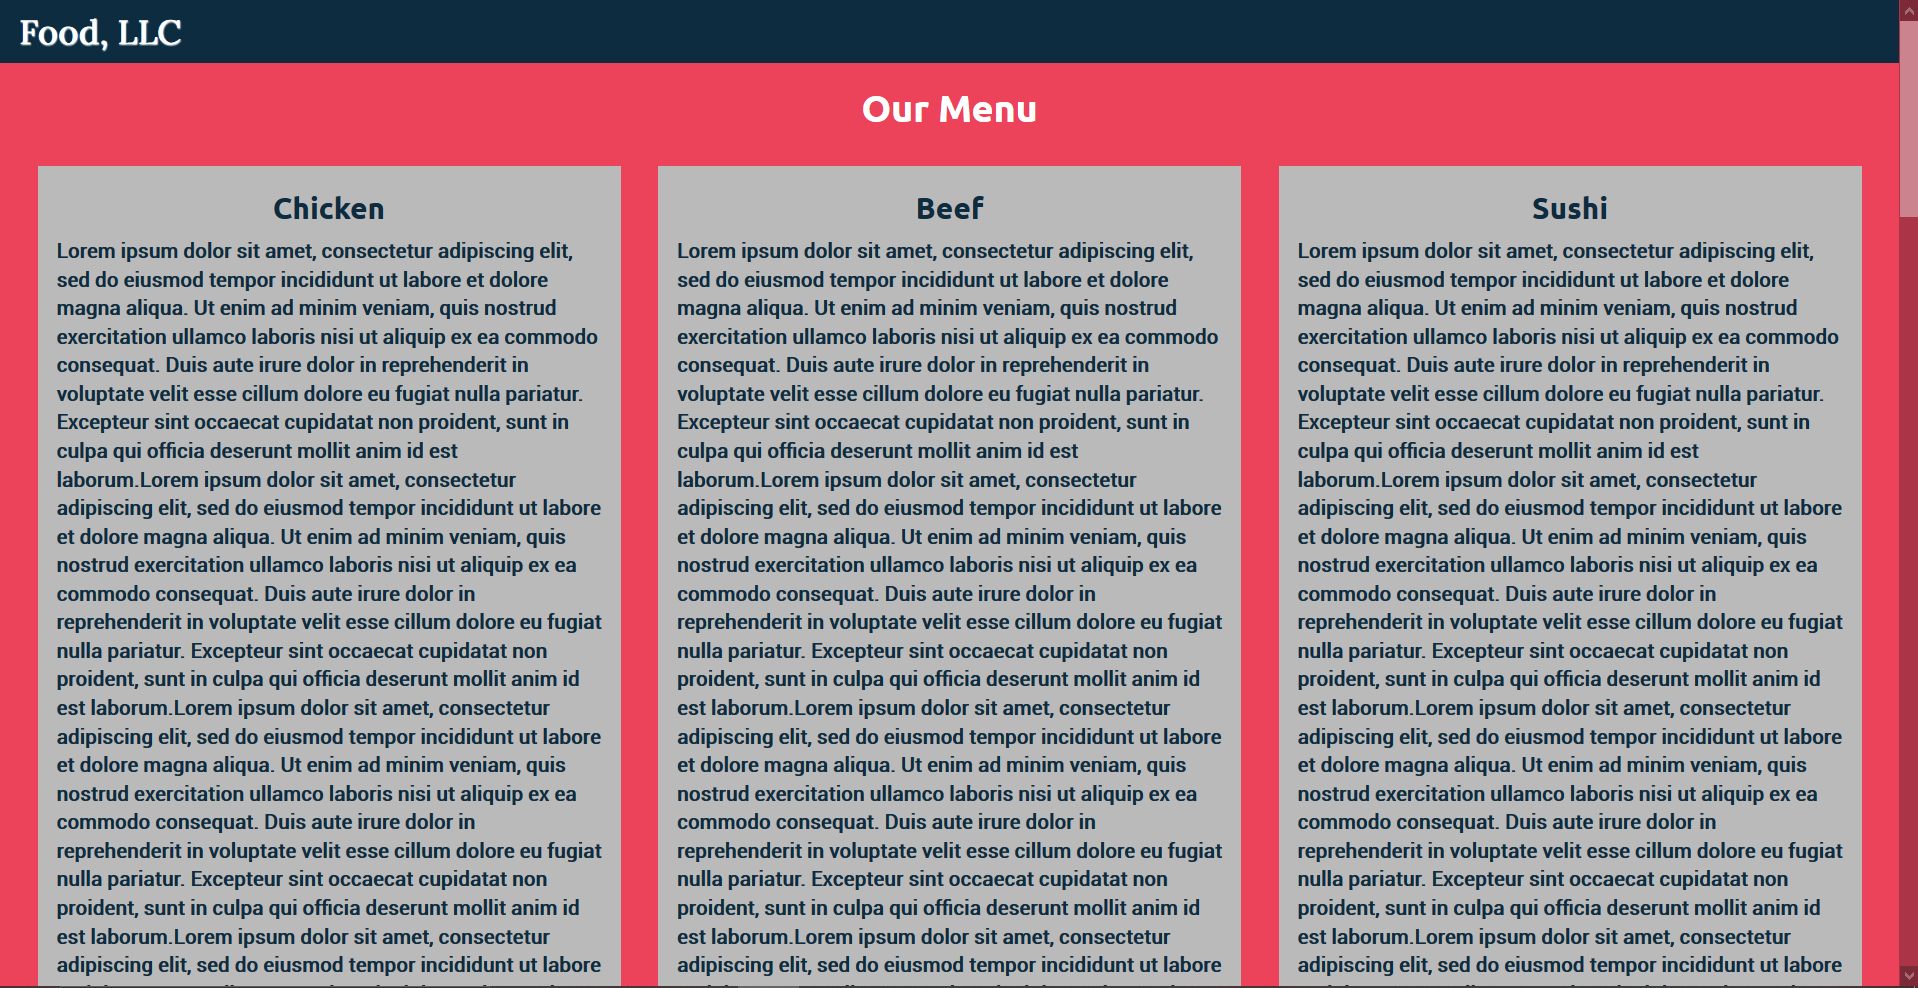 Food, LLC
Our Menu
Chicken
Lorem ipsum dolor sit amet, consectetur adipiscing elit,
sed do eiusmod tempor incididunt ut labore et dolore
magna aliqua. Ut enim ad minim veniam, quis nostrud
exercitation ullamco laboris nisi ut aliquip ex ea commodo
consequat. Duis aute irure dolor in reprehenderit in
voluptate velit esse cillum dolore eu fugiat nulla pariatur.
Excepteur sint occaecat cupidatat non proident, sunt in
culpa qui officia deserunt mollit anim id est
laborum.Lorem ipsum dolor sit amet, consectetur
adipiscing elit, sed do eiusmod tempor incididunt ut labore
et dolore magna aliqua. Ut enim ad minim veniam, quis
nostrud exercitation ullamco laboris nisi ut aliquip ex ea
commodo consequat. Duis aute irure dolor in
reprehenderit in voluptate velit esse cillum dolore eu fugiat
nulla pariatur. Excepteur sint occaecat cupidatat non
proident, sunt in culpa qui officia deserunt mollit anim id
est laborum.Lorem ipsum dolor sit amet, consectetur
adipiscing elit, sed do eiusmod tempor incididunt ut labore
et dolore magna aliqua. Ut enim ad minim veniam, quis
nostrud exercitation ullamco laboris nisi ut aliquip ex ea
commodo consequat. Duis aute irure dolor in
reprehenderit in voluptate velit esse cillum dolore eu fugiat
nulla pariatur. Excepteur sint occaecat cupidatat non
proident, sunt in culpa qui officia deserunt mollit anim id
est laborum.Lorem ipsum dolor sit amet, consectetur
adipiscing elit, sed do eiusmod tempor incididunt ut labore
Beef
Lorem ipsum dolor sit amet, consectetur adipiscing elit,
sed do eiusmod tempor incididunt ut labore et dolore
magna aliqua. Ut enim ad minim veniam, quis nostrud
exercitation ullamco laboris nisi ut aliquip ex ea commodo
consequat. Duis aute irure dolor in reprehenderit in
voluptate velit esse cillum dolore eu fugiat nulla pariatur.
Excepteur sint occaecat cupidatat non proident, sunt in
culpa qui officia deserunt mollit anim id est
laborum.Lorem ipsum dolor sit amet, consectetur
adipiscing elit, sed do eiusmod tempor incididunt ut labore
et dolore magna aliqua. Ut enim ad minim veniam, quis
nostrud exercitation ullamco laboris nisi ut aliquip ex ea
commodo consequat. Duis aute irure dolor in
reprehenderit in voluptate velit esse cillum dolore eu fugiat
nulla pariatur. Excepteur sint occaecat cupidatat non
proident, sunt in culpa qui officia deserunt mollit anim id
est laborum.Lorem ipsum dolor sit amet, consectetur
adipiscing elit, sed do eiusmod tempor incididunt ut labore
et dolore magna aliqua. Ut enim ad minim veniam, quis
nostrud exercitation ullamco laboris nisi ut aliquip ex ea
commodo consequat. Duis aute irure dolor in
reprehenderit in voluptate velit esse cillum dolore eu fugiat
nulla pariatur. Excepteur sint occaecat cupidatat non
proident, sunt in culpa qui officia deserunt mollit anim id
est laborum.Lorem ipsum dolor sit amet, consectetur
adipiscing elit, sed do eiusmod tempor incididunt ut labore
Sushi
Lorem ipsum dolor sit amet, consectetur adipiscing elit,
sed do eiusmod tempor incididunt ut labore et dolore
magna aliqua. Ut enim ad minim veniam, quis nostrud
exercitation ullamco laboris nisi ut aliquip ex ea commodo
consequat. Duis aute irure dolor in reprehenderit in
voluptate velit esse cillum dolore eu fugiat nulla pariatur.
Excepteur sint occaecat cupidatat non proident, sunt in
culpa qui officia deserunt mollit anim id est
laborum.Lorem ipsum dolor sit amet, consectetur
adipiscing elit, sed do eiusmod tempor incididunt ut labore
et dolore magna aliqua. Ut enim ad minim veniam, quis
nostrud exercitation ullamco laboris nisi ut aliquip ex ea
commodo consequat. Duis aute irure dolor in
reprehenderit in voluptate velit esse cillum dolore eu fugiat
nulla pariatur. Excepteur sint occaecat cupidatat non
proident, sunt in culpa qui officia deserunt mollit anim id
est laborum.Lorem ipsum dolor sit amet, consectetur
adipiscing elit, sed do eiusmod tempor incididunt ut labore
et dolore magna aliqua. Ut enim ad minim veniam, quis
nostrud exercitation ullamco laboris nisi ut aliquip ex ea
commodo consequat. Duis aute irure dolor in
reprehenderit in voluptate velit esse cillum dolore eu fugiat
nulla pariatur. Excepteur sint occaecat cupidatat non
proident, sunt in culpa qui officia deserunt mollit anim id
est laborum.Lorem ipsum dolor sit amet, consectetur
adipiscing elit, sed do eiusmod tempor incididunt ut labore